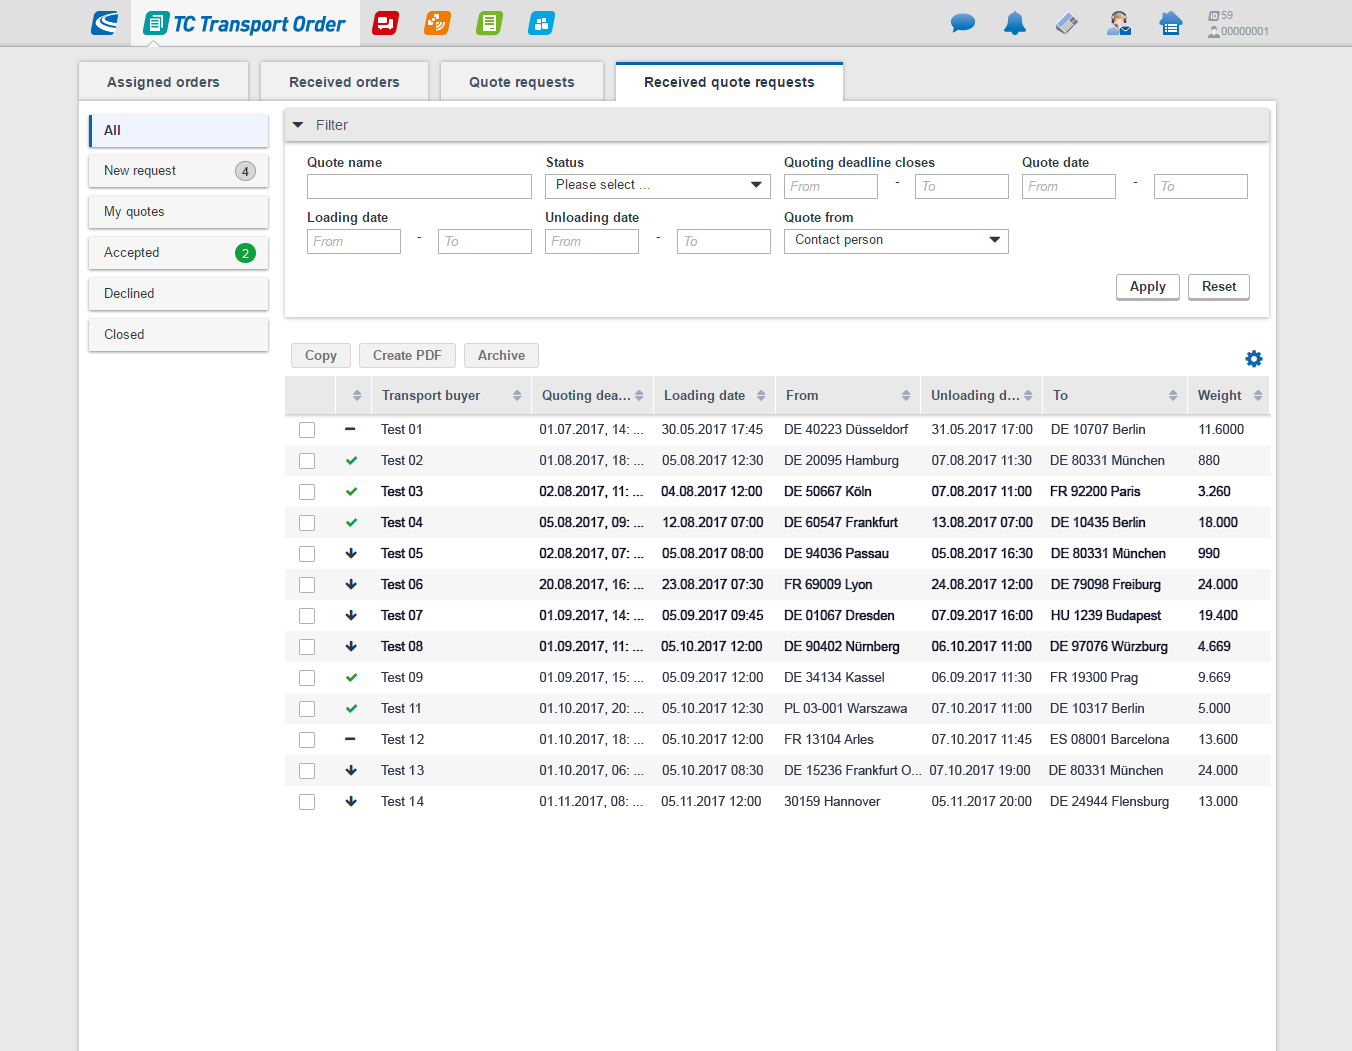 TC Transport Order
ID 59
00000001
Assigned orders Received orders Quote requests Received quote requests
All
New request 4
My quotes
Accepted 2
Declined
Closed
Filter
Quote name Status Quoting deadline closes Quote date
Please select ... From - To From - To
Loading date Unloading date Quote from
From - To From - To Contact person
Apply Reset
Copy Create PDF Archive
Transport buyer Quoting dea... Loading date From Unloading d... To Weight
Test 01 01.07.2017, 14: ... 30.05.2017 17:45 DE 40223 Düsseldorf 31.05.2017 17:00 DE 10707 Berlin 11.6000
Test 02 01.08.2017, 18: ... 05.08.2017 12:30 DE 20095 Hamburg 07.08.2017 11:30 DE 80331 München 880
Test 03 02.08.2017, 11: ... 04.08.2017 12:00 DE 50667 Köln 07.08.2017 11:00 FR 92200 Paris 3.260
Test 04 05.08.2017, 09: ... 12.08.2017 07:00 DE 60547 Frankfurt 13.08.2017 07:00 DE 10435 Berlin 18.000
Test 05 02.08.2017, 07: ... 05.08.2017 08:00 DE 94036 Passau 05.08.2017 16:30 DE 80331 München 990
Test 06 20.08.2017, 16: ... 23.08.2017 07:30 FR 69009 Lyon 24.08.2017 12:00 DE 79098 Freiburg 24.000
Test 07 01.09.2017, 14: ... 05.09.2017 09:45 DE 01067 Dresden 07.09.2017 16:00 HU 1239 Budapest 19.400
Test 08 01.09.2017, 11: ... 05.10.2017 12:00 DE 90402 Nürnberg 06.10.2017 11:00 DE 97076 Würzburg 4.669
Test 09 01.09.2017, 15: ... 05.09.2017 12:00 DE 34134 Kassel 06.09.2017 11:30 FR 19300 Prag 9.669
Test 11 01.10.2017, 20: ... 05.10.2017 12:30 PL 03-001 Warszawa 07.10.2017 11:00 DE 10317 Berlin 5.000
Test 12 01.10.2017, 18: ... 05.10.2017 12:00 FR 13104 Arles 07.10.2017 11:45 ES 08001 Barcelona 13.600
Test 13 01.10.2017, 06: ... 05.10.2017 08:30 DE 15236 Frankfurt O... 07.10.2017 19:00 DE 80331 München 24.000
Test 14 01.11.2017, 08: ... 05.11.2017 12:00 30159 Hannover 05.11.2017 20:00 DE 24944 Flensburg 13.000